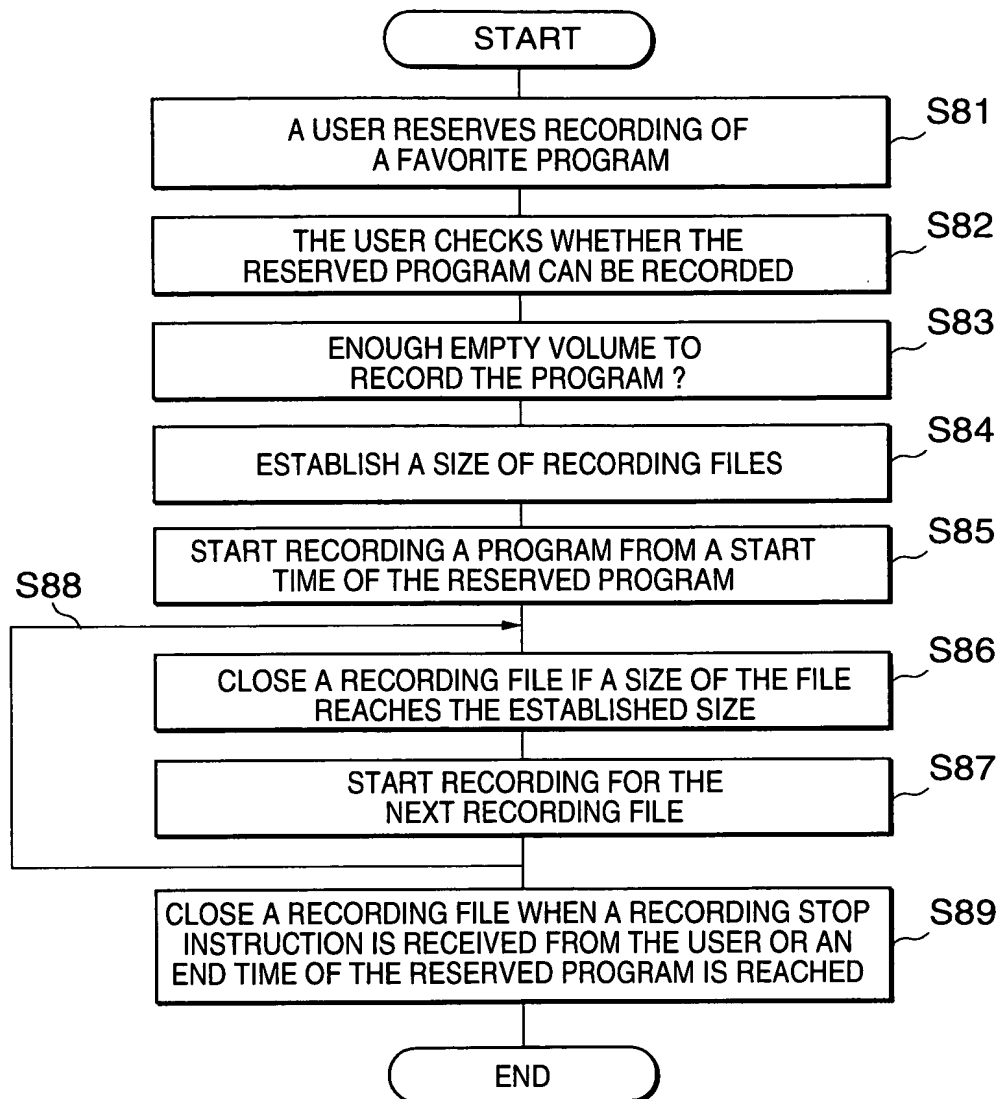 START
S81
A USER RESERVES RECORDING OF
A FAVORITE PROGRAM
S82
THE USER CHECKS WHETHER THE
RESERVED PROGRAM CAN BE RECORDED
S83
ENOUGH EMPTY VOLUME TO
RECORD THE PROGRAM ?
S84
ESTABLISH A SIZE OF RECORDING FILES
S85
START RECORDING A PROGRAM FROM A START
TIME OF THE RESERVED PROGRAM
S88
S86
CLOSE A RECORDING FILE IF A SIZE OF THE FILE
REACHES THE ESTABLISHED SIZE
S87
START RECORDING FOR THE
NEXT RECORDING FILE
S89
CLOSE A RECORDING FILE WHEN A RECORDING STOP
INSTRUCTION IS RECEIVED FROM THE USER OR AN
END TIME OF THE RESERVED PROGRAM IS REACHED
END